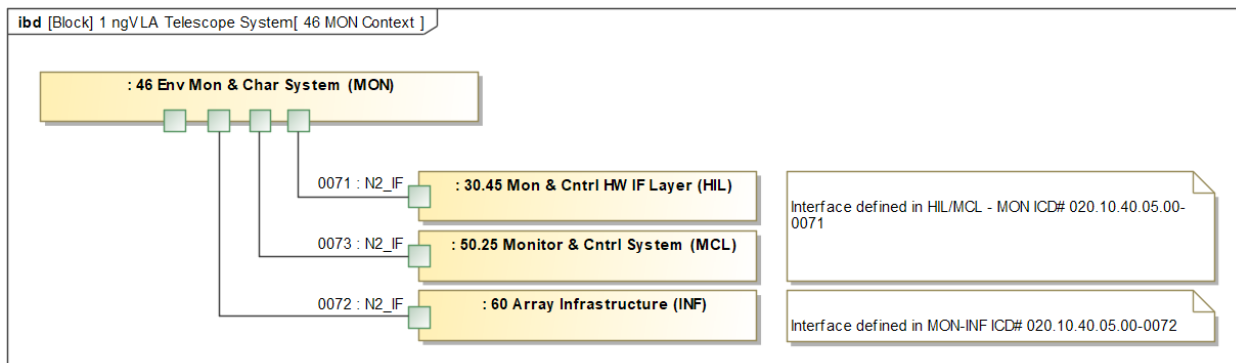 ibd [Block] 1 ngVLA Telescope System[ 46 MON Context ]
: 46 Env Mon & Char System (MON)
0071 : N2_IF
: 30.45 Mon & Cntrl HW IF Layer (HIL)
Interface defined in HIL/MCL - MON ICD# 020.10.40.05.00-
0071
0073 : N2_IF
: 50.25 Monitor & Cntrl System (MCL)
0072 : N2_IF
: 60 Array Infrastructure (INF)
Interface defined in MON-INF ICD# 020.10.40.05.00-0072